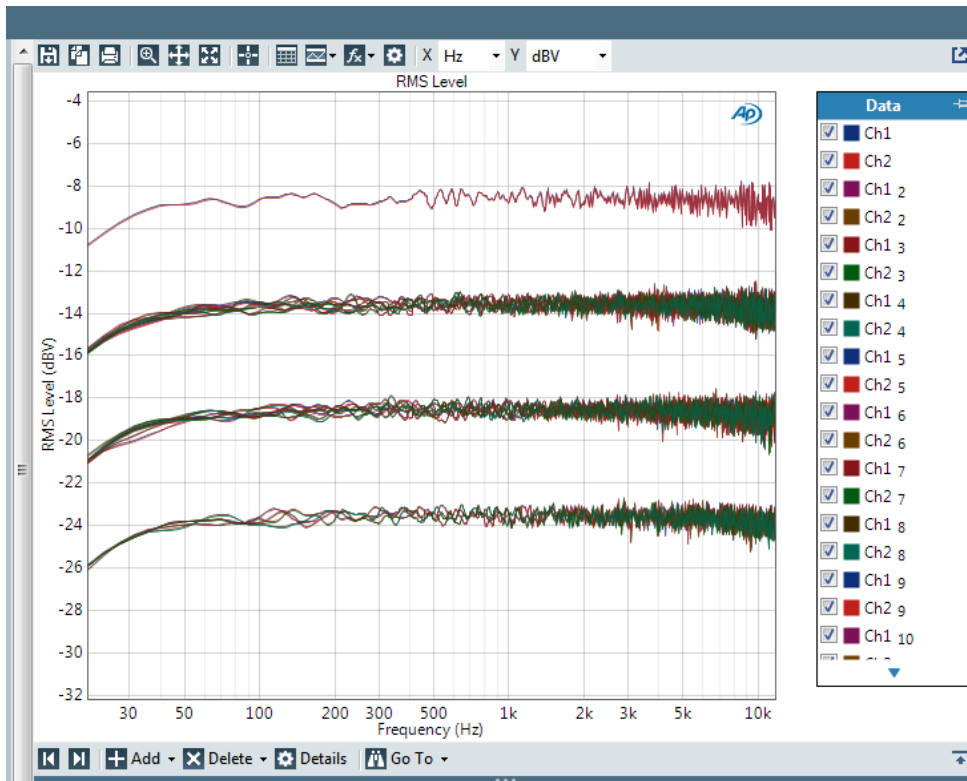 X Hz Y dBV
RMS Level
AP
Data
Ch1
Ch2
Ch1 2
Ch2 2
Ch1 3
Ch2 3
Ch1 4
Ch2 4
Ch1 5
Ch2 5
Ch1 6
Ch2 6
Ch1 7
Ch2 7
Ch1 8
Ch2 8
Ch1 9
Ch2 9
Ch1 10
RMS Level (dBV)
-4
-6
-8
-10
-12
-14
-16
-18
-20
-22
-24
-26
-28
-30
-32
30 50 100 200 300 500 1k 2k 3k 5k 10k
Frequency (Hz)
Add Delete Details Go To